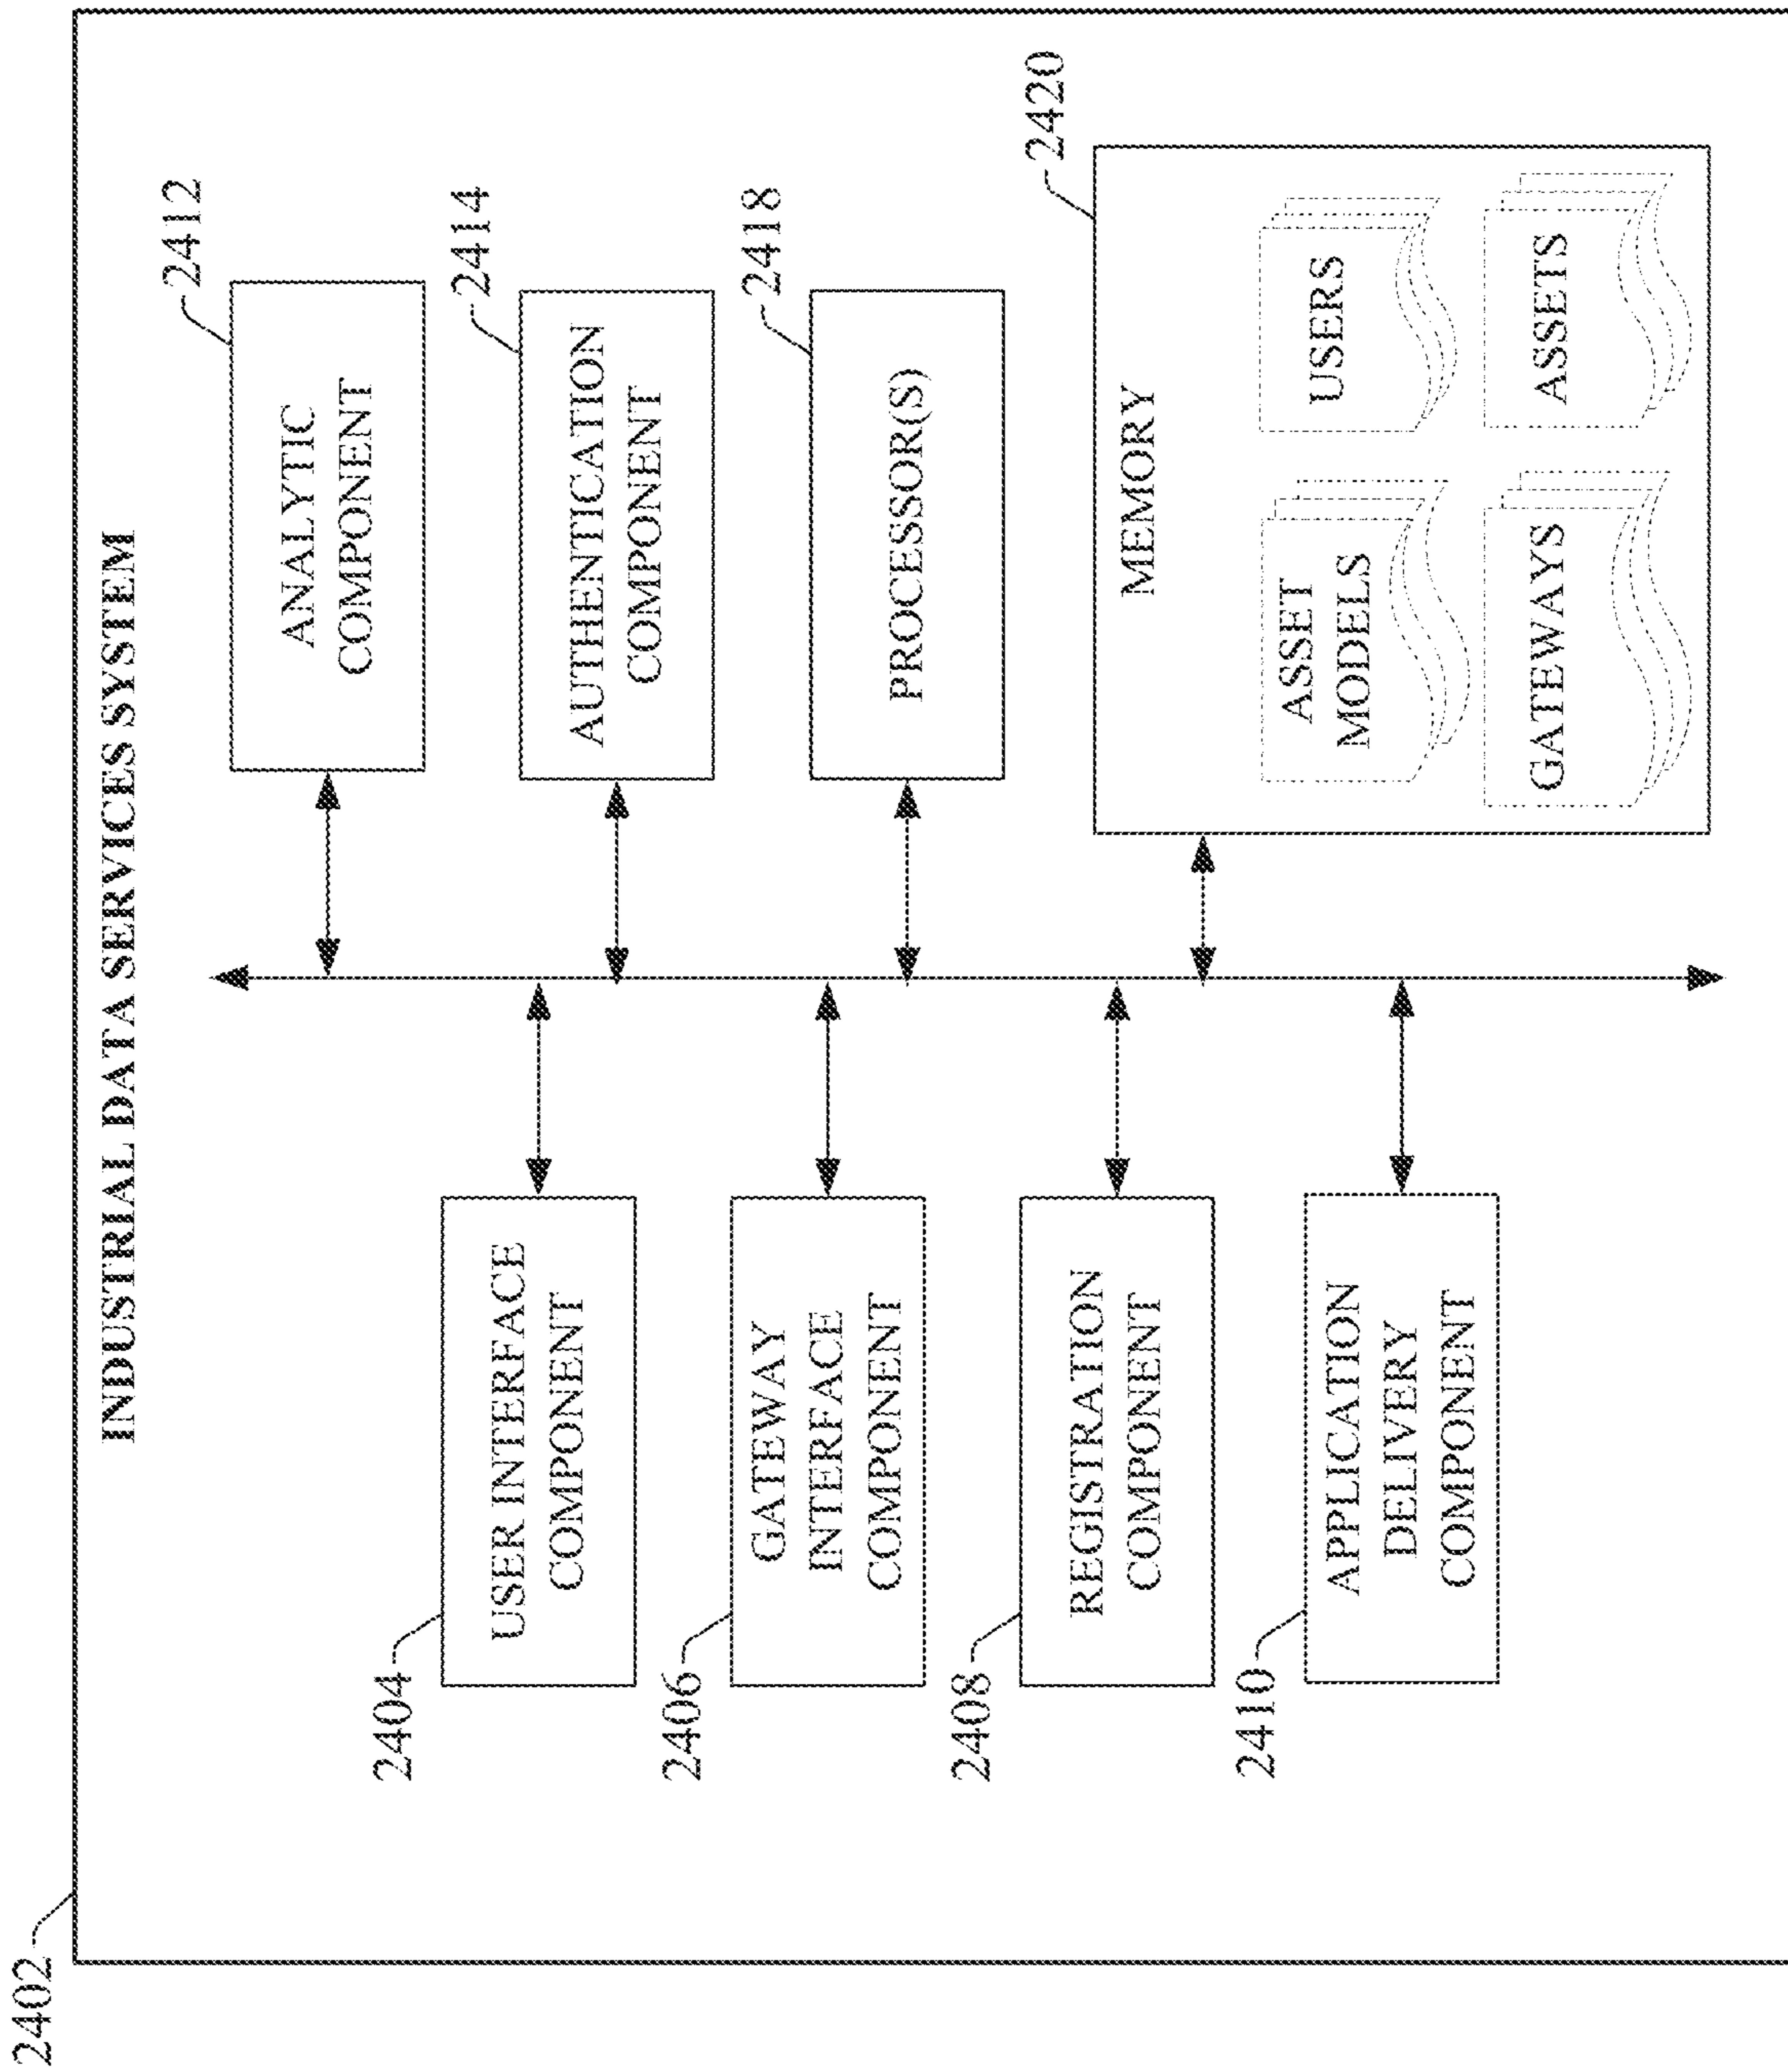 2402
INDUSTRIAL DATA SERVICES SYSTEM
2404
USER INTERFACE
COMPONENT
2406
GATEWAY
INTERFACE
COMPONENT
2408
REGISTRATION
COMPONENT
2410
APPLICATION
DELIVERY
COMPONENT
2412
ANALYTIC
COMPONENT
2414
AUTHENTICATION
COMPONENT
2418
PROCESSOR(S)
2420
MEMORY
ASSET
MODELS
USERS
GATEWAYS
ASSETS